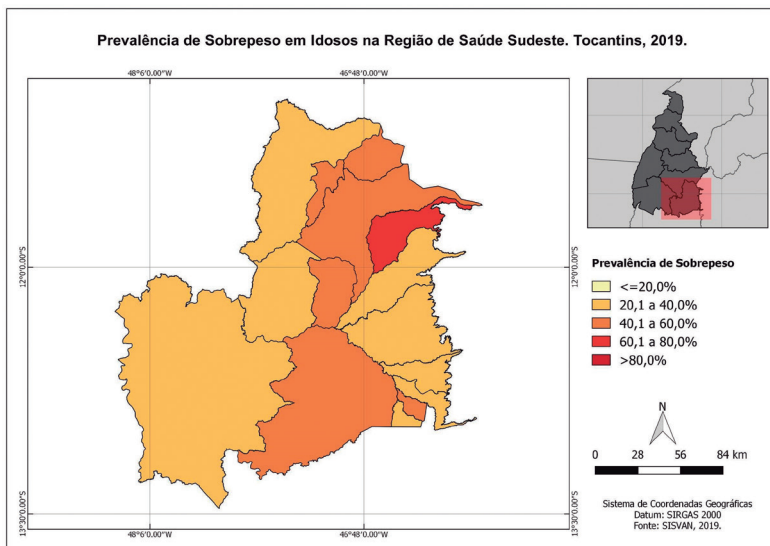 Prevalência de Sobrepeso em Idosos na Região de Saúde Sudeste. Tocantins, 2019.
48°6'0.00"W
46°48'0.00"W
12°0'0.00"S
12°0'0.00"S
13°30'0.00"S
13°30'0.00"S
48°6'0.00"W
46°48'0.00"W
Prevalência de Sobrepeso
<=20,0%
20,1 a 40,0%
40,1 a 60,0%
60,1 a 80,0%
>80,0%
N
0 28 56 84 km
Sistema de Coordenadas Geográficas
Datum: SIRGAS 2000
Fonte: SISVAN, 2019.